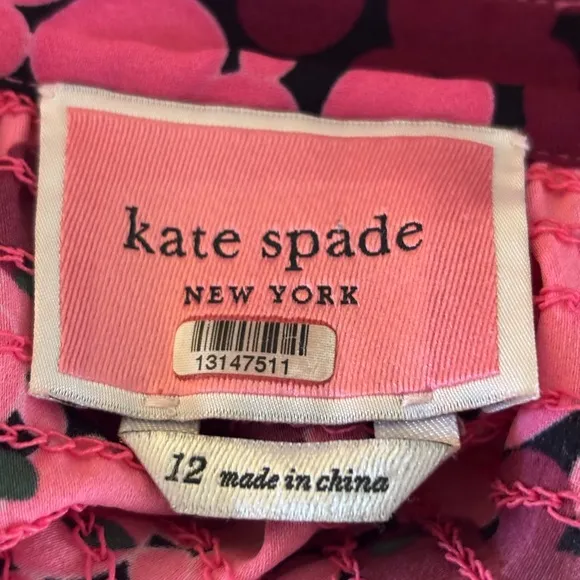 kate spade
NEW YORK
13147511
12 made in china